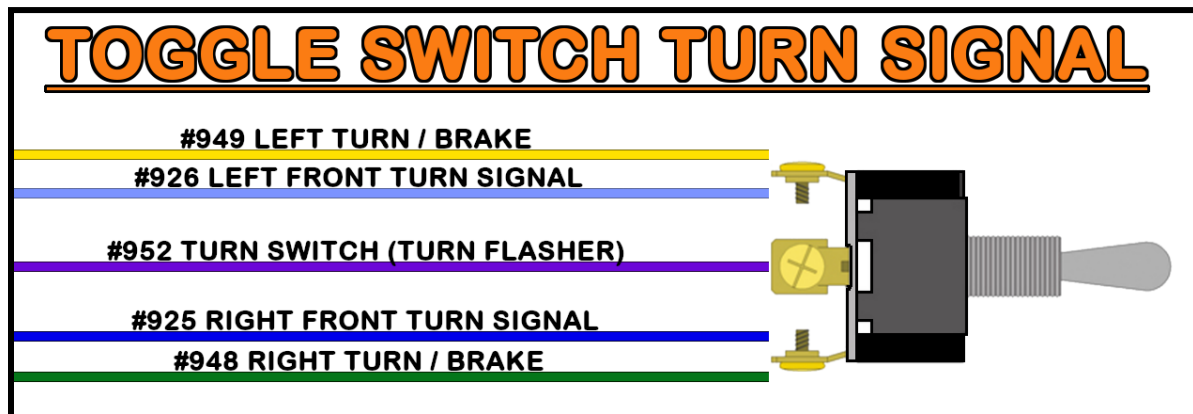 TOGGLE SWITCH TURN SIGNAL
#949 LEFT TURN / BRAKE
#926 LEFT FRONT TURN SIGNAL
#952 TURN SWITCH (TURN FLASHER)
#925 RIGHT FRONT TURN SIGNAL
#948 RIGHT TURN / BRAKE